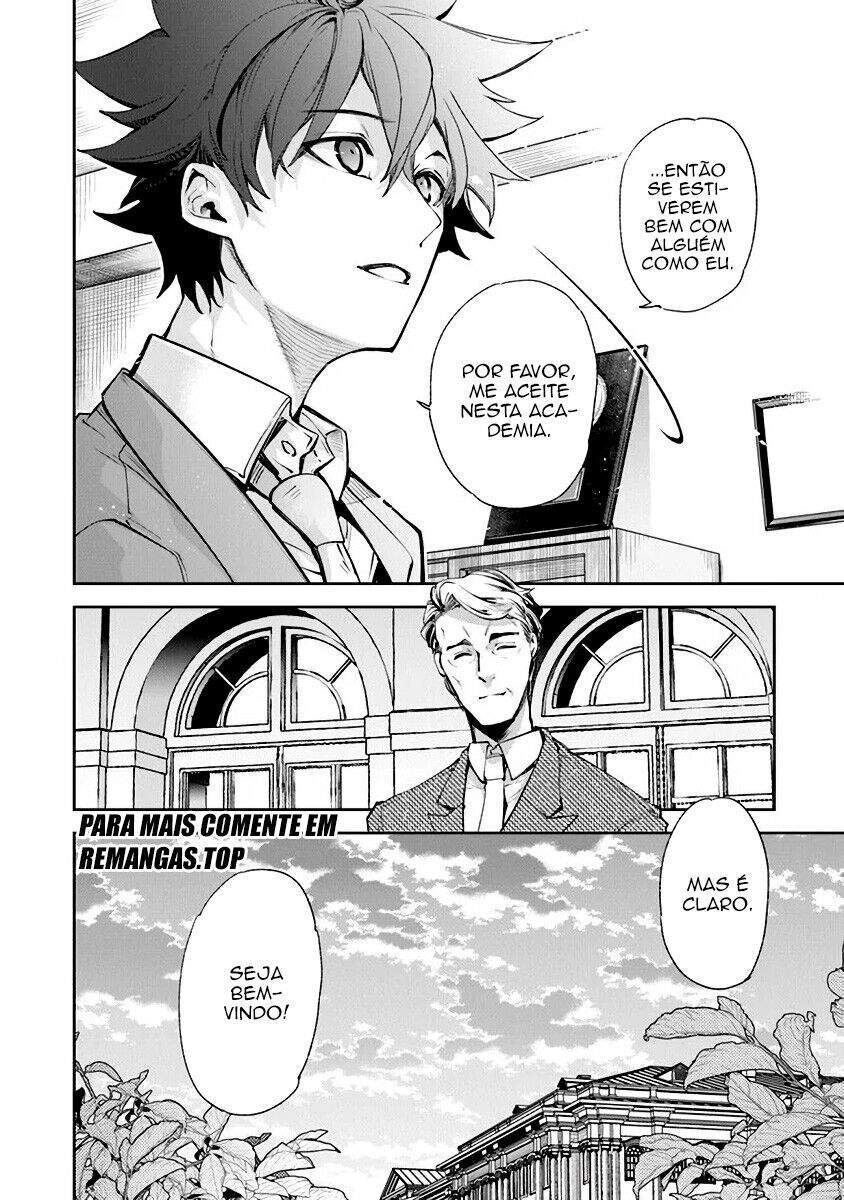 ...ENTÃO
SE ESTI-
VEREM
BEM COM
ALGUÉM
COMO EU.
POR FAVOR,
ME ACEITE
NESTA ACA-
DEMIA.
PARA MAIS COMENTE EM
REMANGAS.TOP
MAS É
CLARO.
SEJA
BEM-
VINDO!